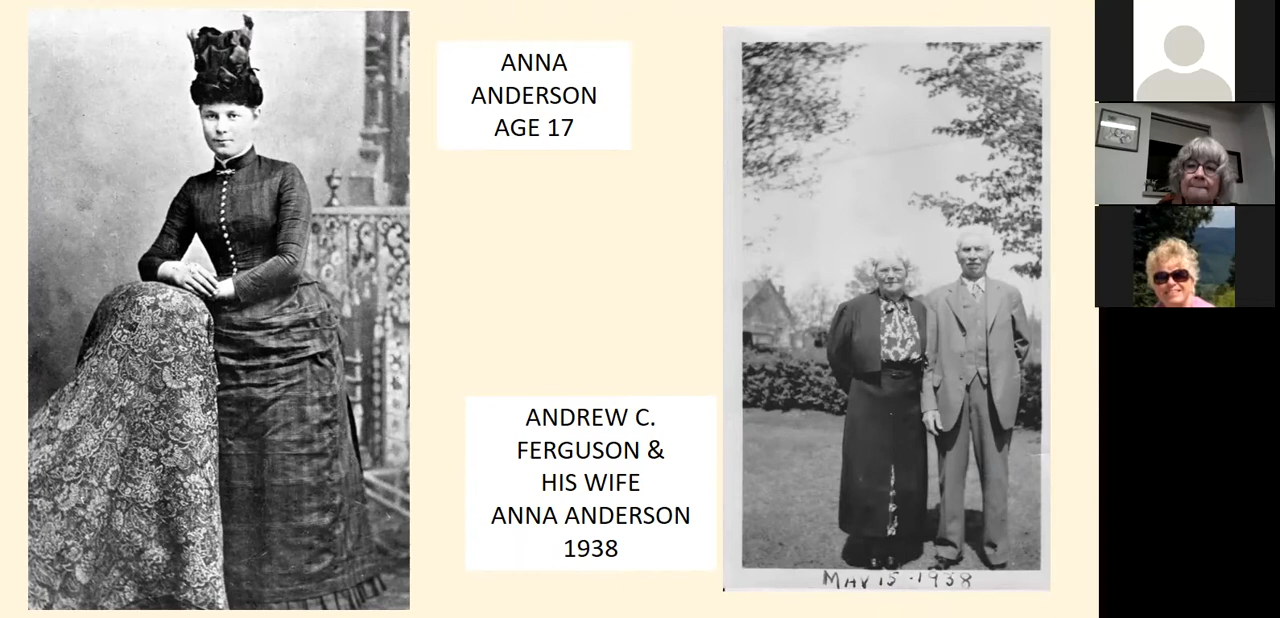 ANNA
ANDERSON
AGE 17
ANDREW C.
FERGUSON &
HIS WIFE
ANNA ANDERSON
1938
MAY 15 - 1938